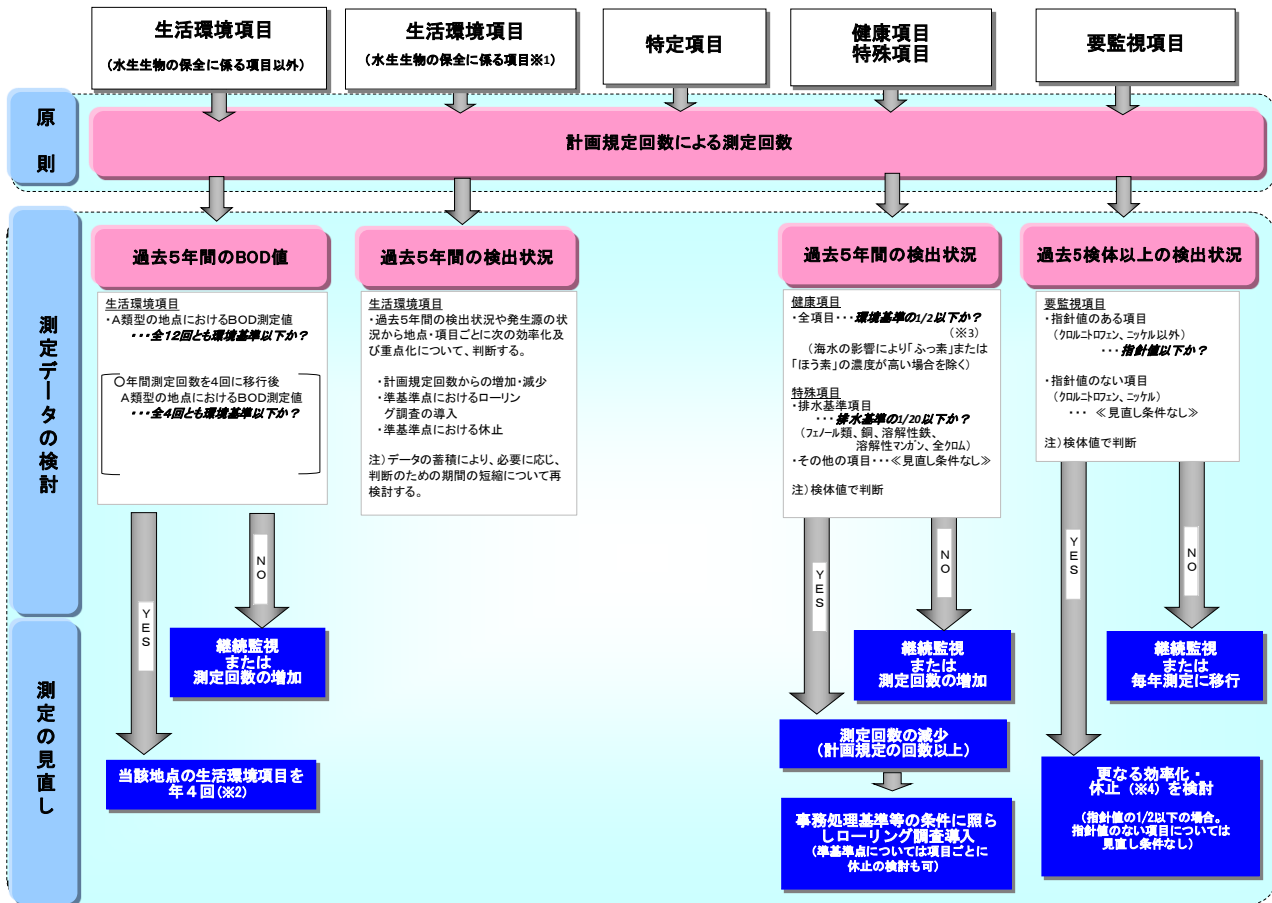 生活環境項目
(水生生物の保全に係る項目以外)
生活環境項目
(水生生物の保全に係る項目※1)
特定項目
健康項目
特殊項目
要監視項目
原
則
計画規定回数による測定回数
測定データの検討
過去5年間のBOD値
生活環境項目
・A類型の地点におけるBOD測定値
・・・全12回とも環境基準以下か?
〇年間測定回数を4回に移行後
A類型の地点におけるBOD測定値
・・・全4回とも環境基準以下か?
過去5年間の検出状況
生活環境項目
・過去5年間の検出状況や発生源の状
況から地点・項目ごとに次の効率化及
び重点化について、判断する。
・計画規定回数からの増加・減少
・準基準点におけるローリン
グ調査の導入
・準基準点における休止
注)データの蓄積により、必要に応じ、
判断のための期間の短縮について再
検討する。
過去5年間の検出状況
健康項目
・全項目・・・環境基準の1/2以下か?
(※3)
(海水の影響により「ふっ素」または
「ほう素」の濃度が高い場合を除く)
特殊項目
・排水基準項目
・・・排水基準の1/20以下か?
(フェノール類、銅、溶解性鉄、
溶解性マンガン、全クロム)
・その他の項目・・・≪見直し条件なし≫
注)検体値で判断
過去5検体以上の検出状況
要監視項目
・指針値のある項目
(クロルニトロフェン、ニッケル以外)
・・・指針値以下か?
・指針値のない項目
(クロルニトロフェン、ニッケル)
・・・ ≪見直し条件なし≫
注)検体値で判断
YES
NO
YES
NO
YES
NO
測定の見直し
継続監視
または
測定回数の増加
当該地点の生活環境項目を
年4回(※2)
継続監視
または
測定回数の増加
測定回数の減少
(計画規定の回数以上)
事務処理基準等の条件に照ら
しローリング調査導入
(準基準点については項目ごとに
休止の検討も可)
継続監視
または
毎年測定に移行
更なる効率化・
休止(※4)を検討
(指針値の1/2以下の場合。
指針値のない項目については
見直し条件なし)